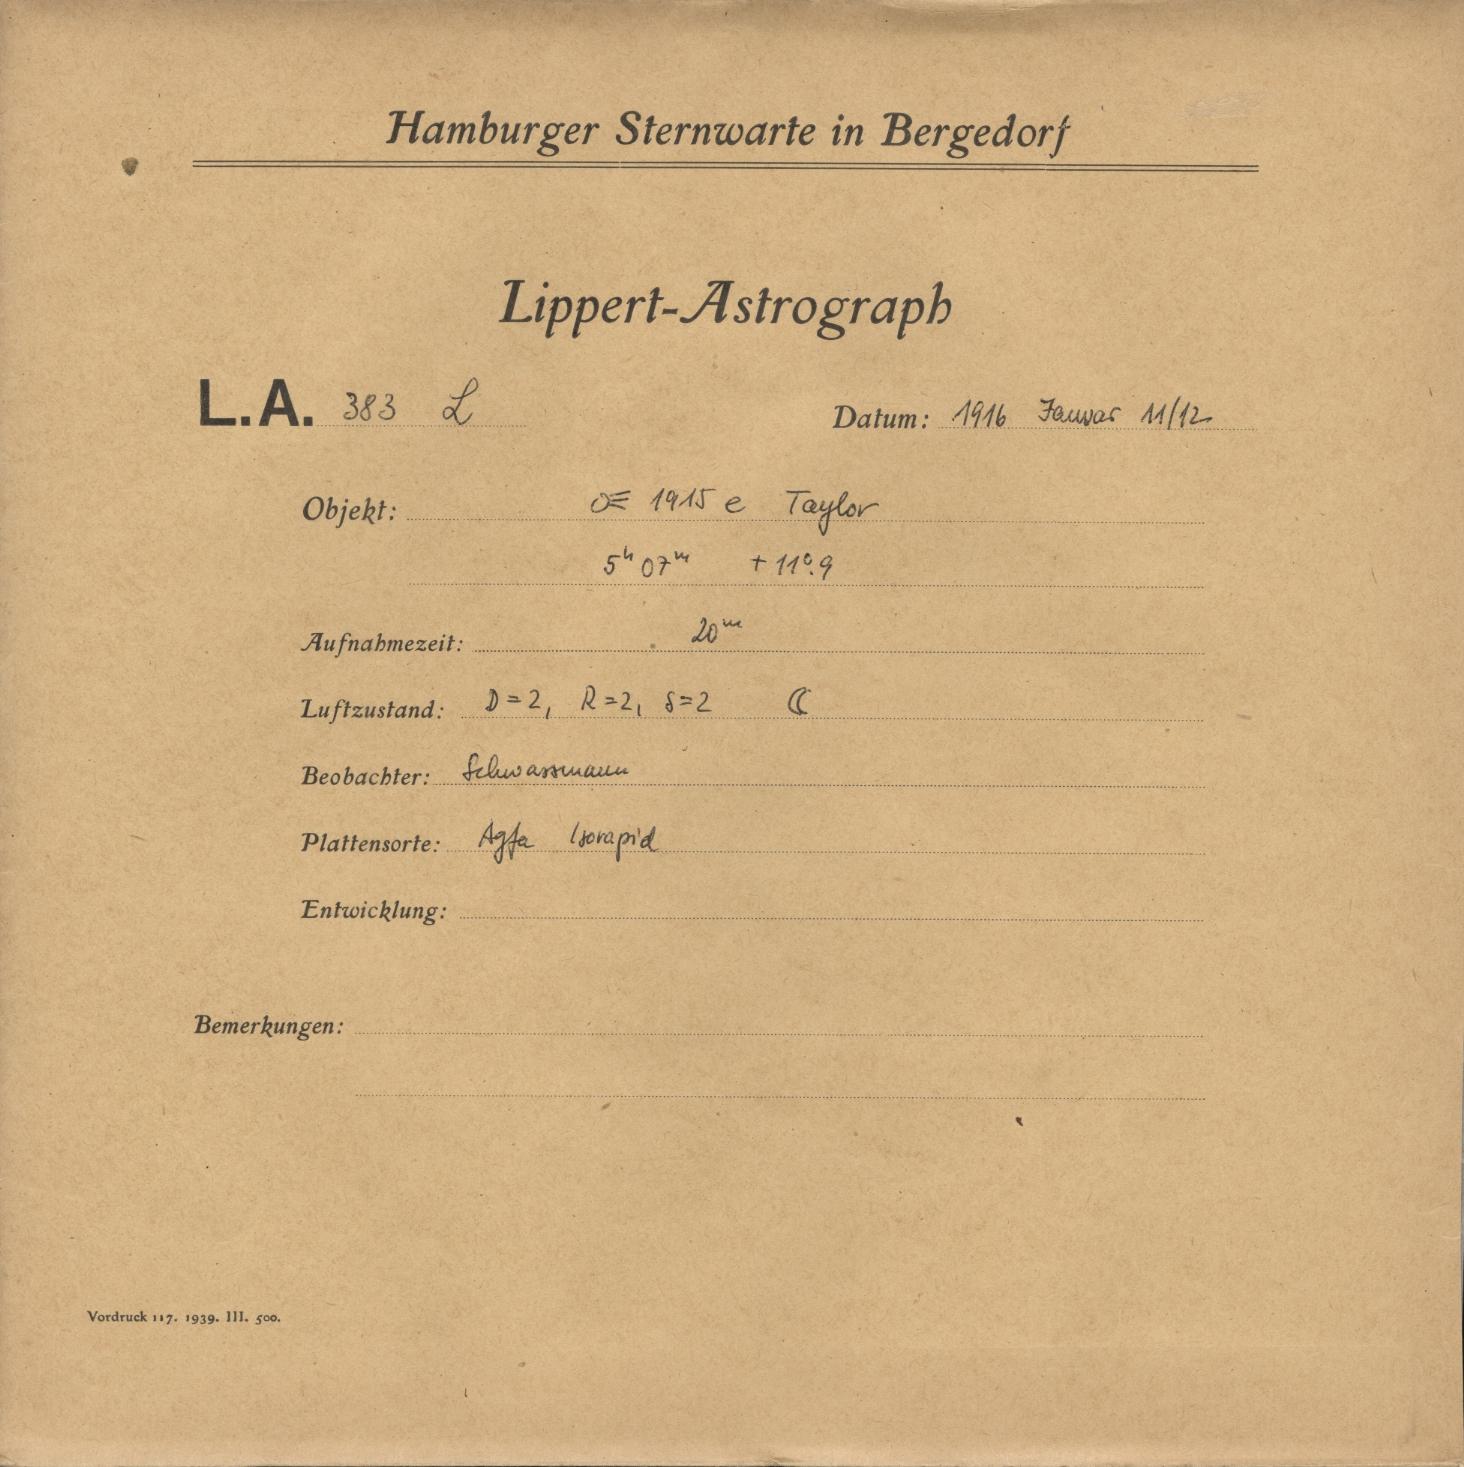 Hamburger Sternwarte in Bergedorf
Lippert-Astrograph
L.A. 383 L
Datum: 1916 Januar 11/12
Objekt: ☄ 1915 e Taylor
5ʰ 07ᵐ + 11°.9
Aufnahmezeit: 20ᵐ
Luftzustand: D=2, R=2, S=2 ☾
Beobachter: Schwassmann
Plattensorte: Agfa Isorapid
Entwicklung:
Bemerkungen:
Vordruck 117. 1939. III. 500.